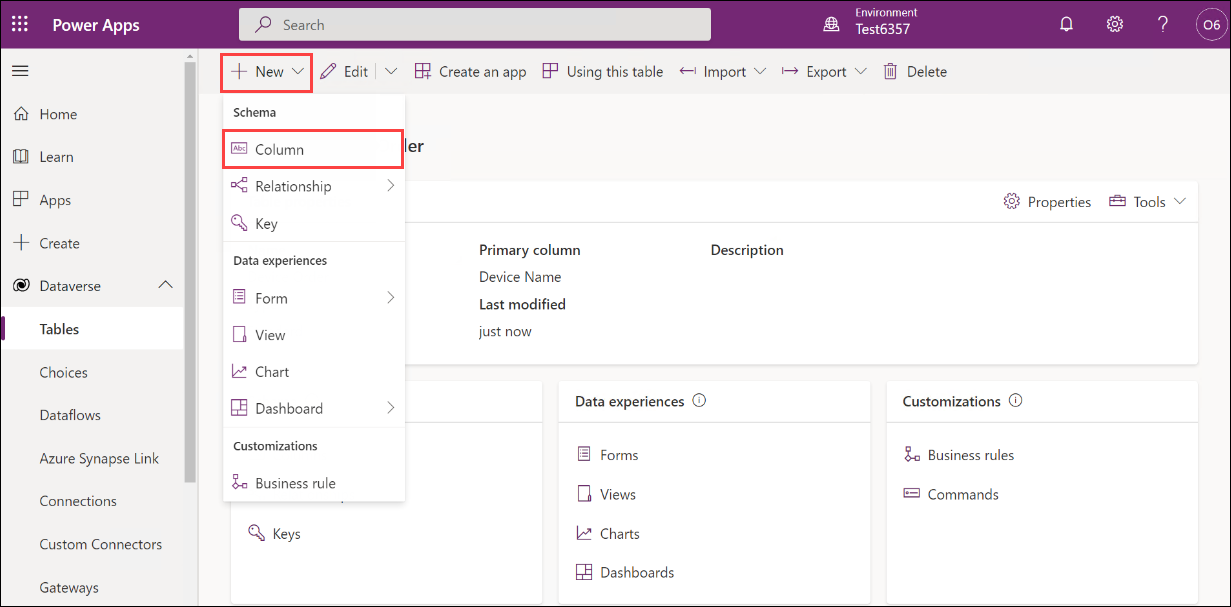 Power Apps
Search
Environment
Test6357
O6
New
Edit
Create an app
Using this table
Import
Export
Delete
Home
Learn
Apps
Create
Dataverse
Tables
Choices
Dataflows
Azure Synapse Link
Connections
Custom Connectors
Gateways
Schema
Abc Column
Relationship
Key
Data experiences
Form
View
Chart
Dashboard
Customizations
Business rule
Properties
Tools
Primary column
Device Name
Last modified
just now
Description
Keys
Data experiences
Forms
Views
Charts
Dashboards
Customizations
Business rules
Commands